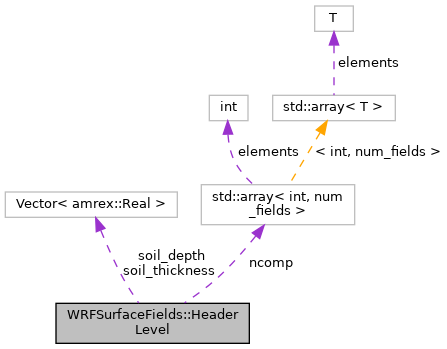 T
elements
int
std::array< T >
elements
< int, num_fields >
Vector< amrex::Real >
std::array< int, num
_fields >
soil_depth
soil_thickness
ncomp
WRFSurfaceFields::Header
Level